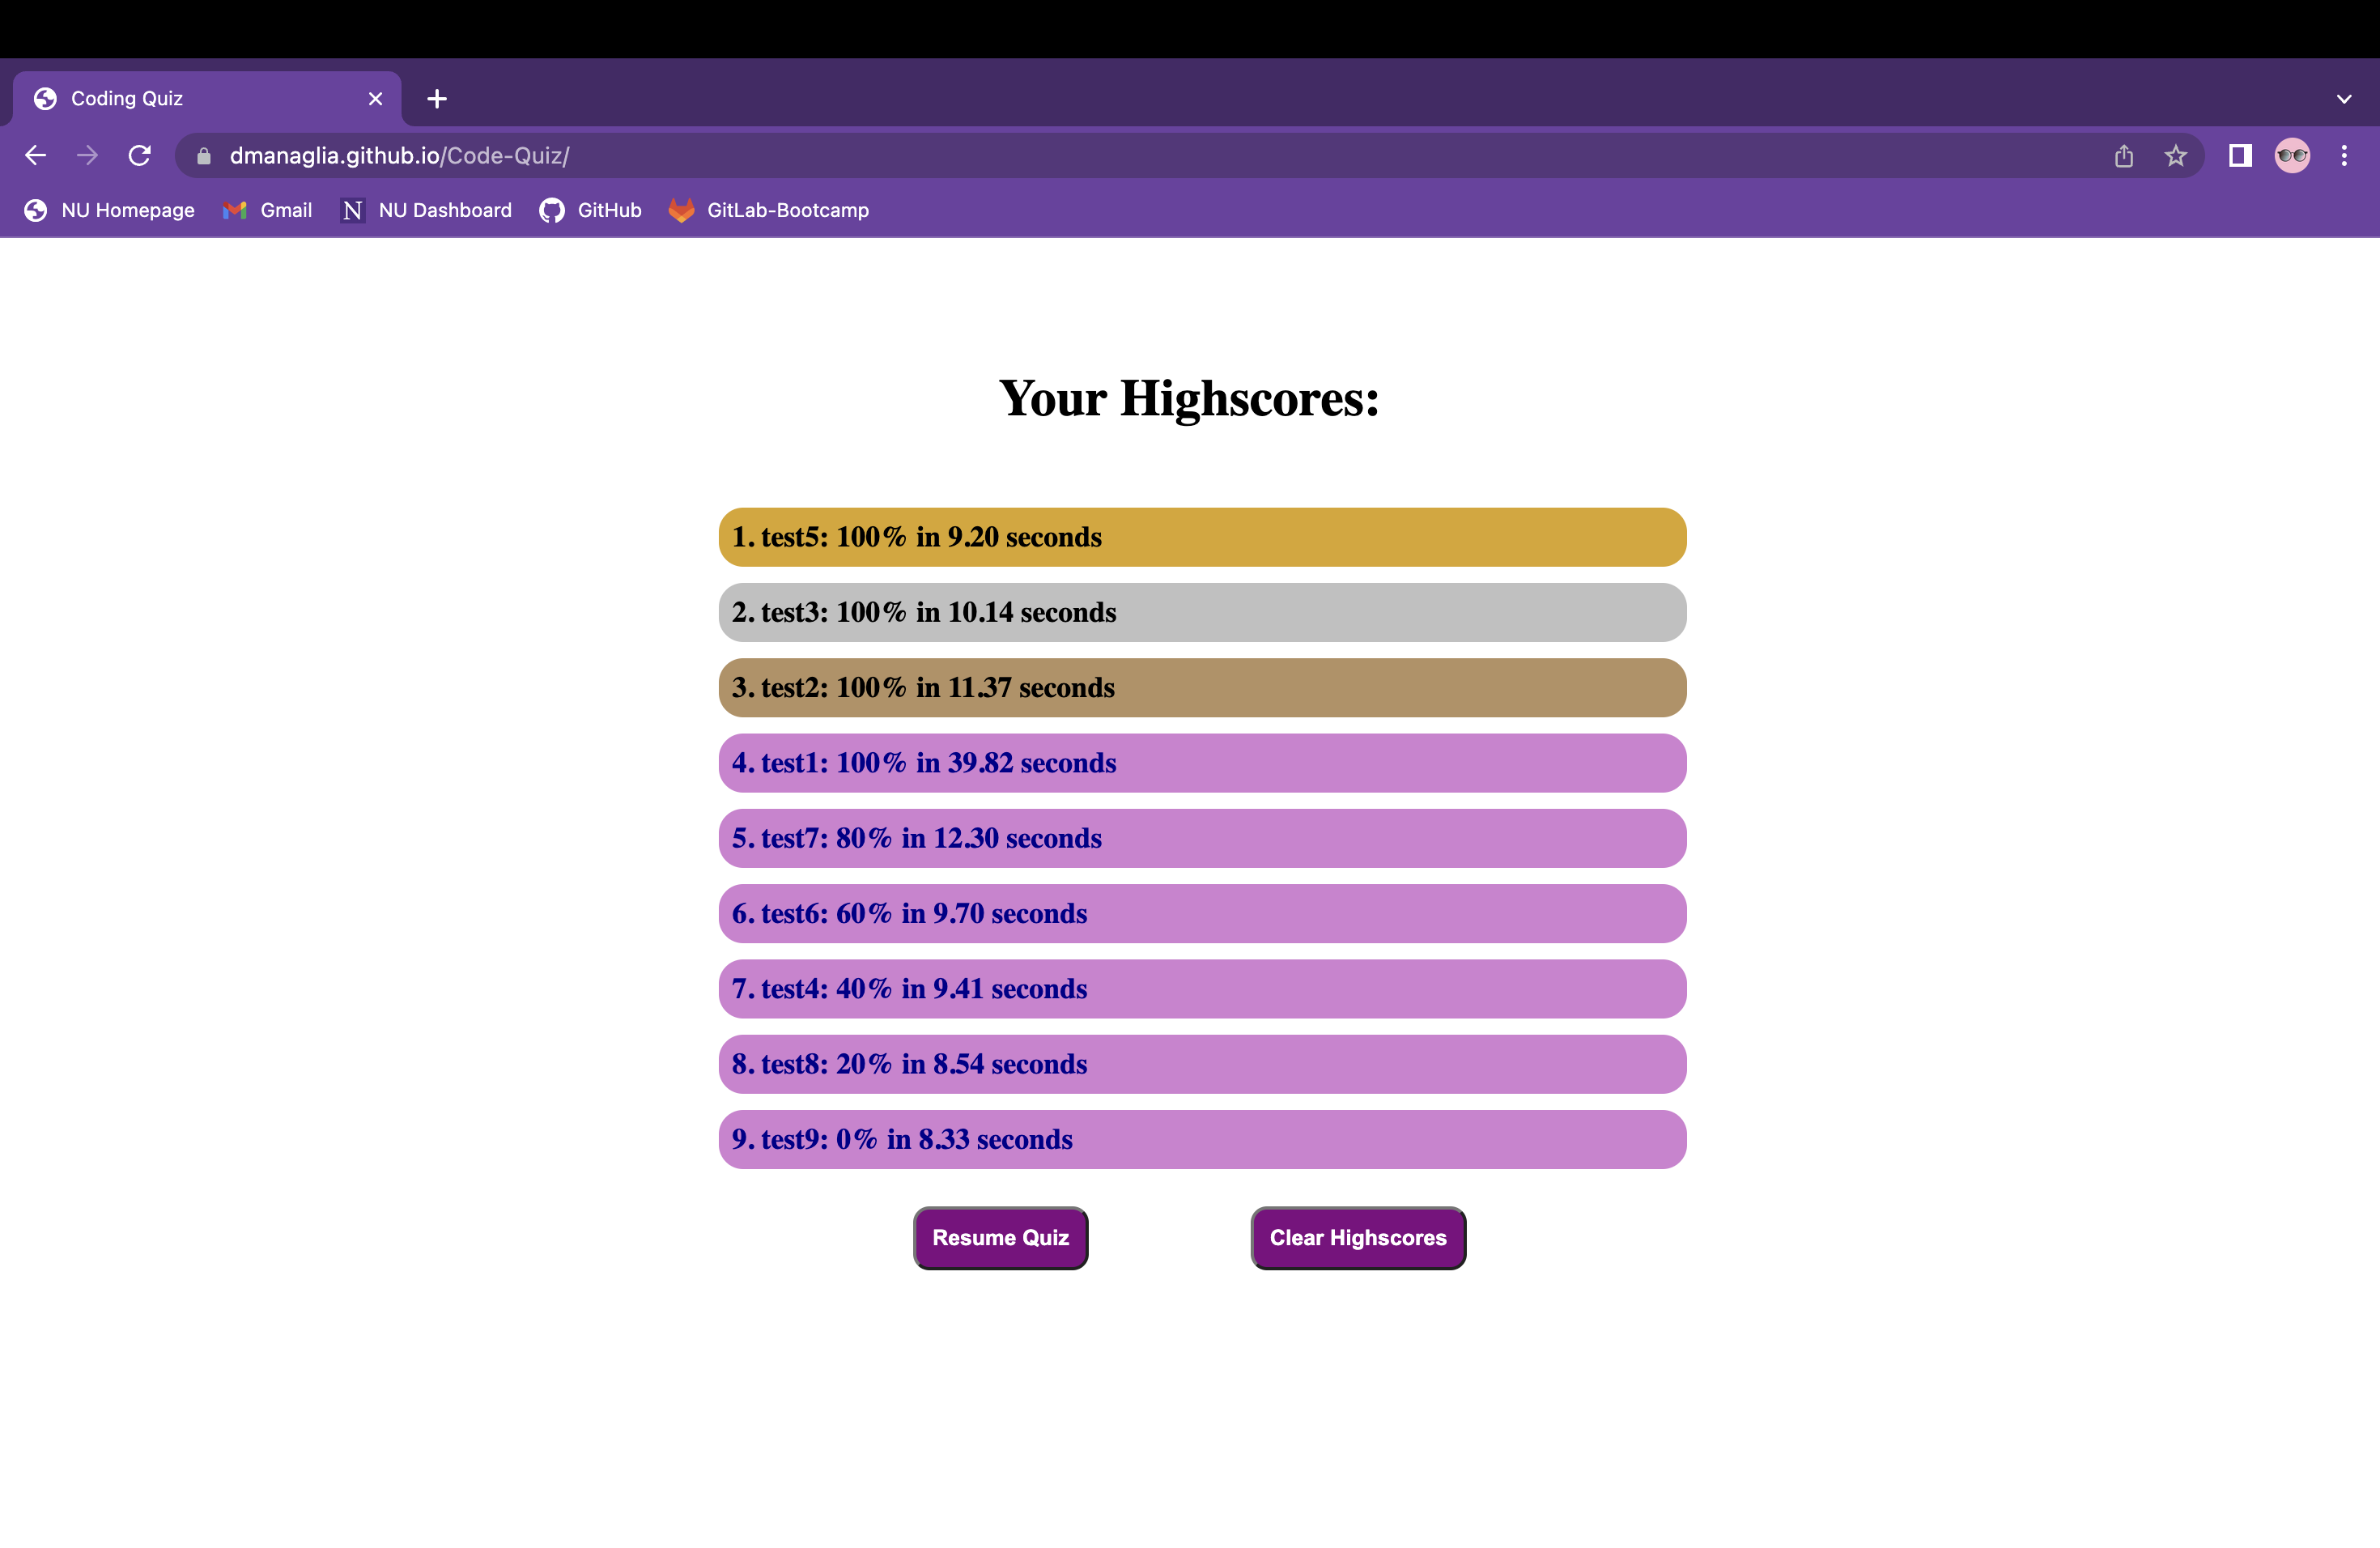 Coding Quiz
dmanaglia.github.io/Code-Quiz/
NU Homepage Gmail N NU Dashboard GitHub GitLab-Bootcamp
Your Highscores:
1. test5: 100% in 9.20 seconds
2. test3: 100% in 10.14 seconds
3. test2: 100% in 11.37 seconds
4. test1: 100% in 39.82 seconds
5. test7: 80% in 12.30 seconds
6. test6: 60% in 9.70 seconds
7. test4: 40% in 9.41 seconds
8. test8: 20% in 8.54 seconds
9. test9: 0% in 8.33 seconds
Resume Quiz Clear Highscores